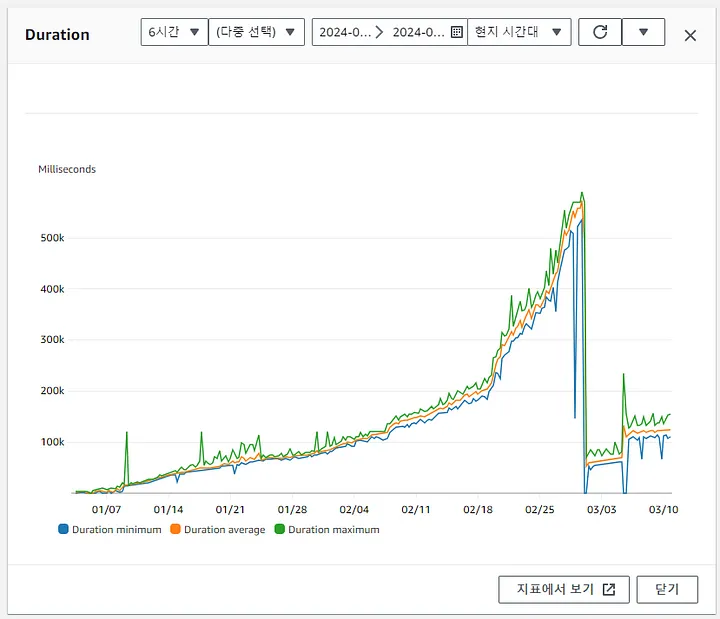 Duration
6시간 (다중 선택) 2024-0... 2024-0... 현지 시간대
Milliseconds
500k
400k
300k
200k
100k
01/07 01/14 01/21 01/28 02/04 02/11 02/18 02/25 03/03 03/10
Duration minimum Duration average Duration maximum
지표에서 보기 닫기